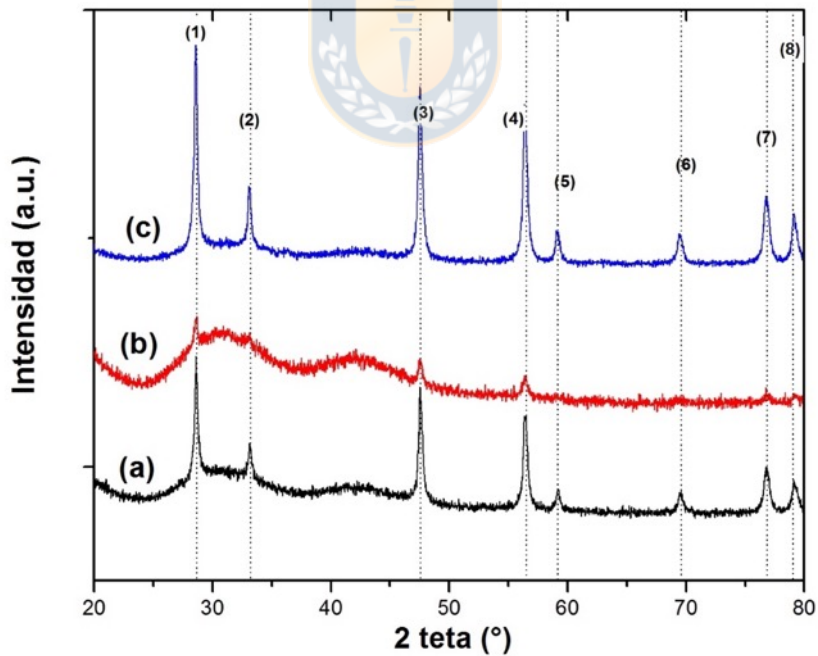 (1)
(8)
(3)
(2)
(4)
(7)
(6)
(5)
(c)
(b)
(a)
Intensidad (a.u.)
20 30 40 50 60 70 80
2 teta (°)